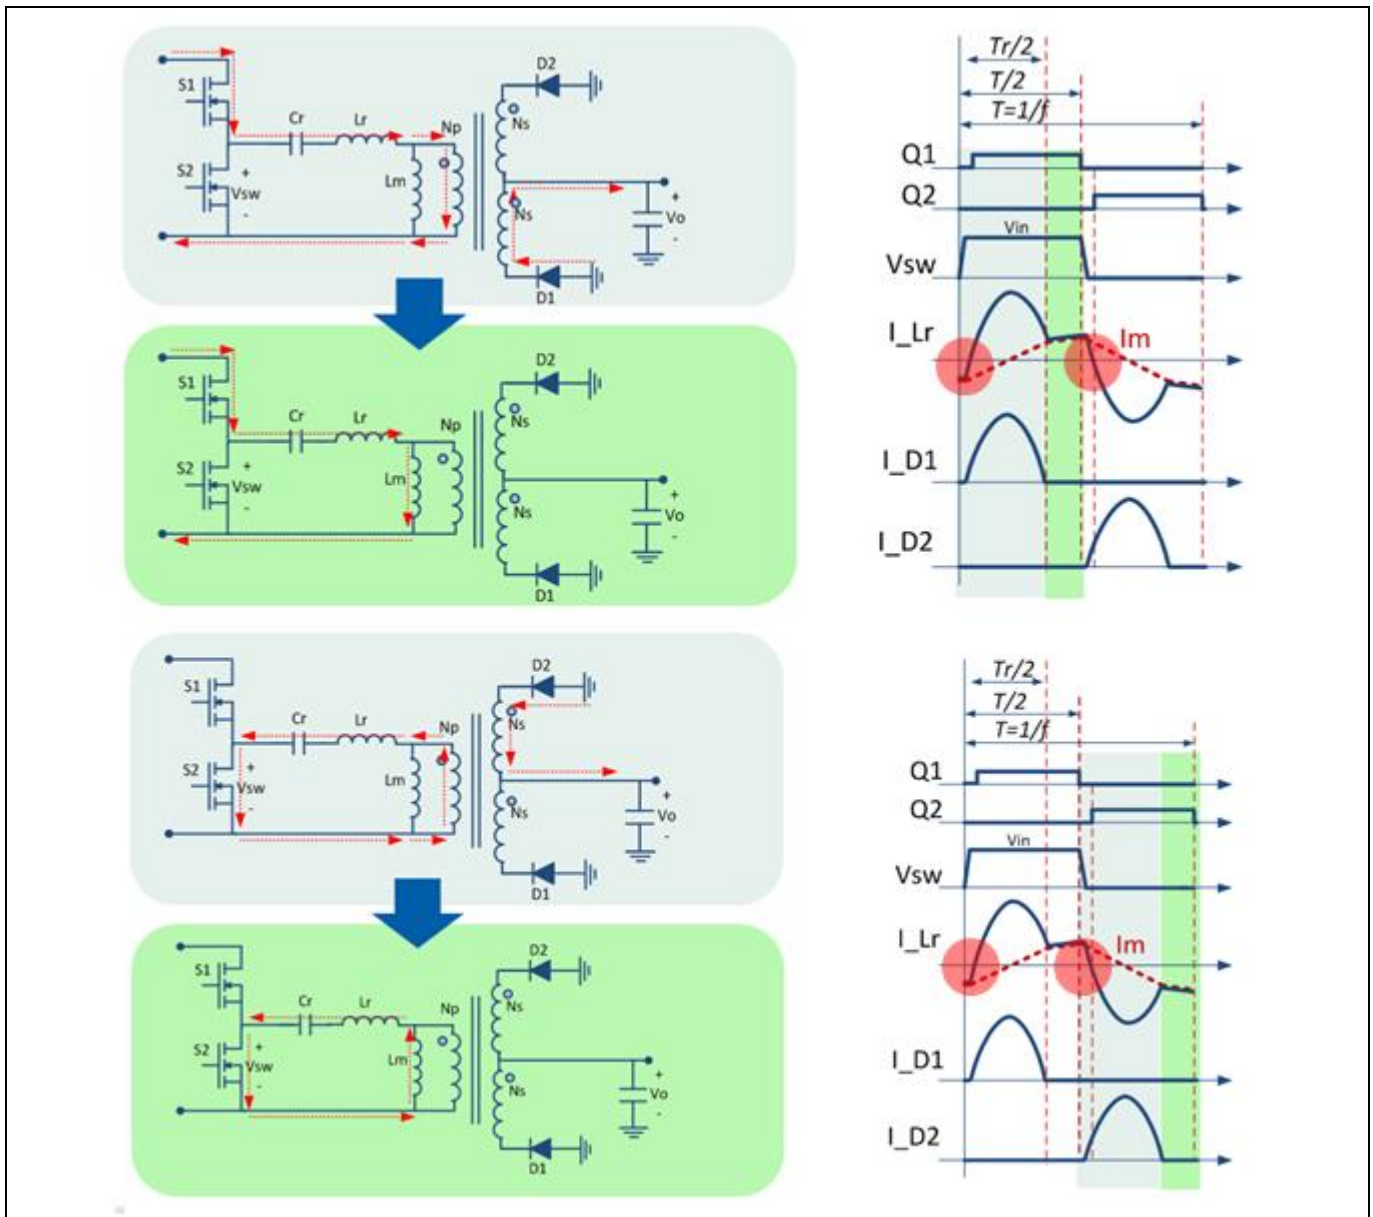 D2
S1
Cr
Lr
Np
Ns
S2
+
Vsw
-
Lm
Ns
+
Vo
-
D1
D2
S1
Cr
Lr
Np
Ns
S2
+
Vsw
-
Lm
Ns
+
Vo
-
D1
Tr/2
T/2
T=1/f
Q1
Q2
Vin
Vsw
I_Lr
Im
I_D1
I_D2
D2
S1
Cr
Lr
Np
Ns
S2
+
Vsw
-
Lm
Ns
+
Vo
-
D1
D2
S1
Cr
Lr
Np
Ns
S2
+
Vsw
-
Lm
Ns
+
Vo
-
D1
Tr/2
T/2
T=1/f
Q1
Q2
Vin
Vsw
I_Lr
Im
I_D1
I_D2